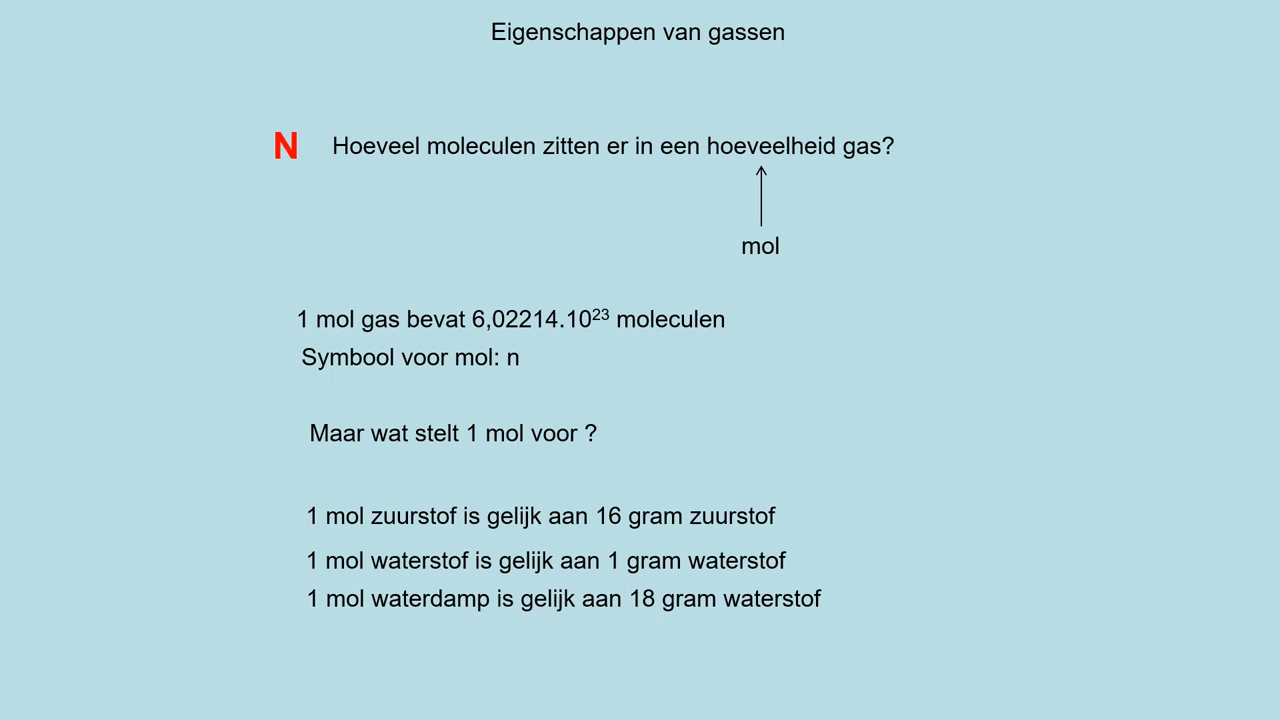 Eigenschappen van gassen
N Hoeveel moleculen zitten er in een hoeveelheid gas?
mol
1 mol gas bevat 6,02214.10²³ moleculen
Symbool voor mol: n
Maar wat stelt 1 mol voor ?
1 mol zuurstof is gelijk aan 16 gram zuurstof
1 mol waterstof is gelijk aan 1 gram waterstof
1 mol waterdamp is gelijk aan 18 gram waterstof